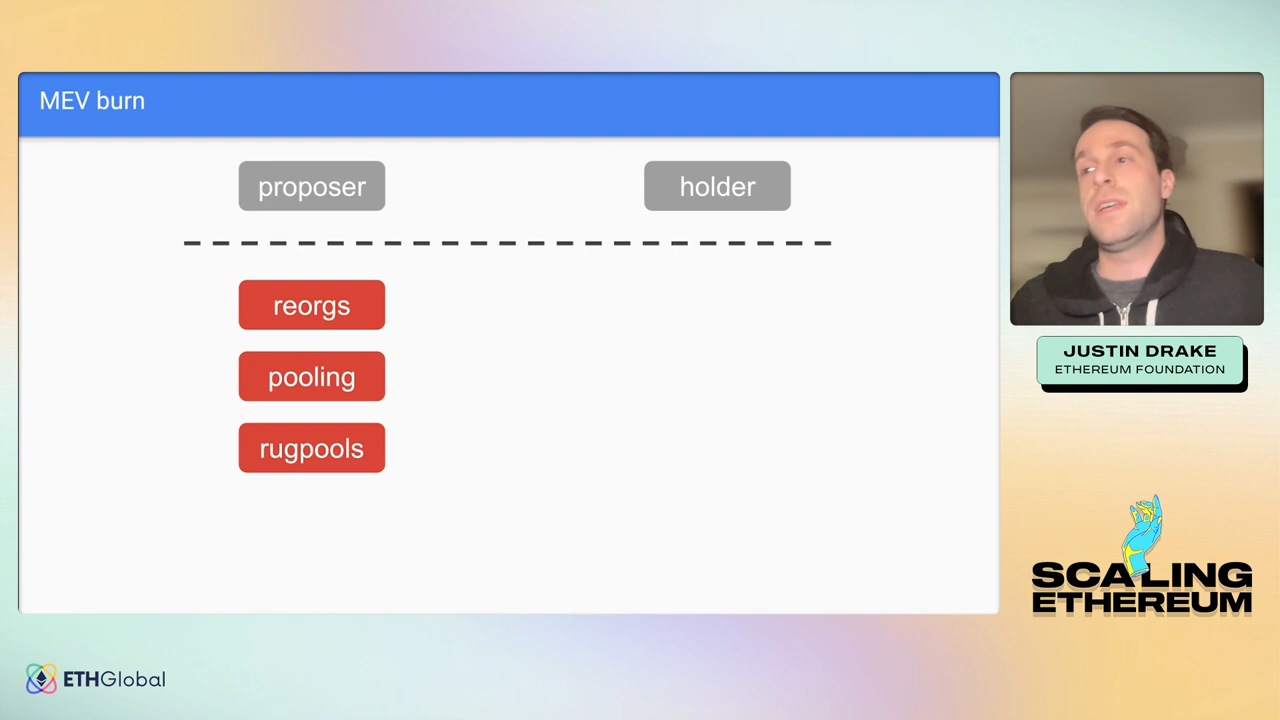 MEV burn
proposer
holder
reorgs
pooling
rugpools
JUSTIN DRAKE
ETHEREUM FOUNDATION
SCALING
ETHEREUM
ETHGlobal